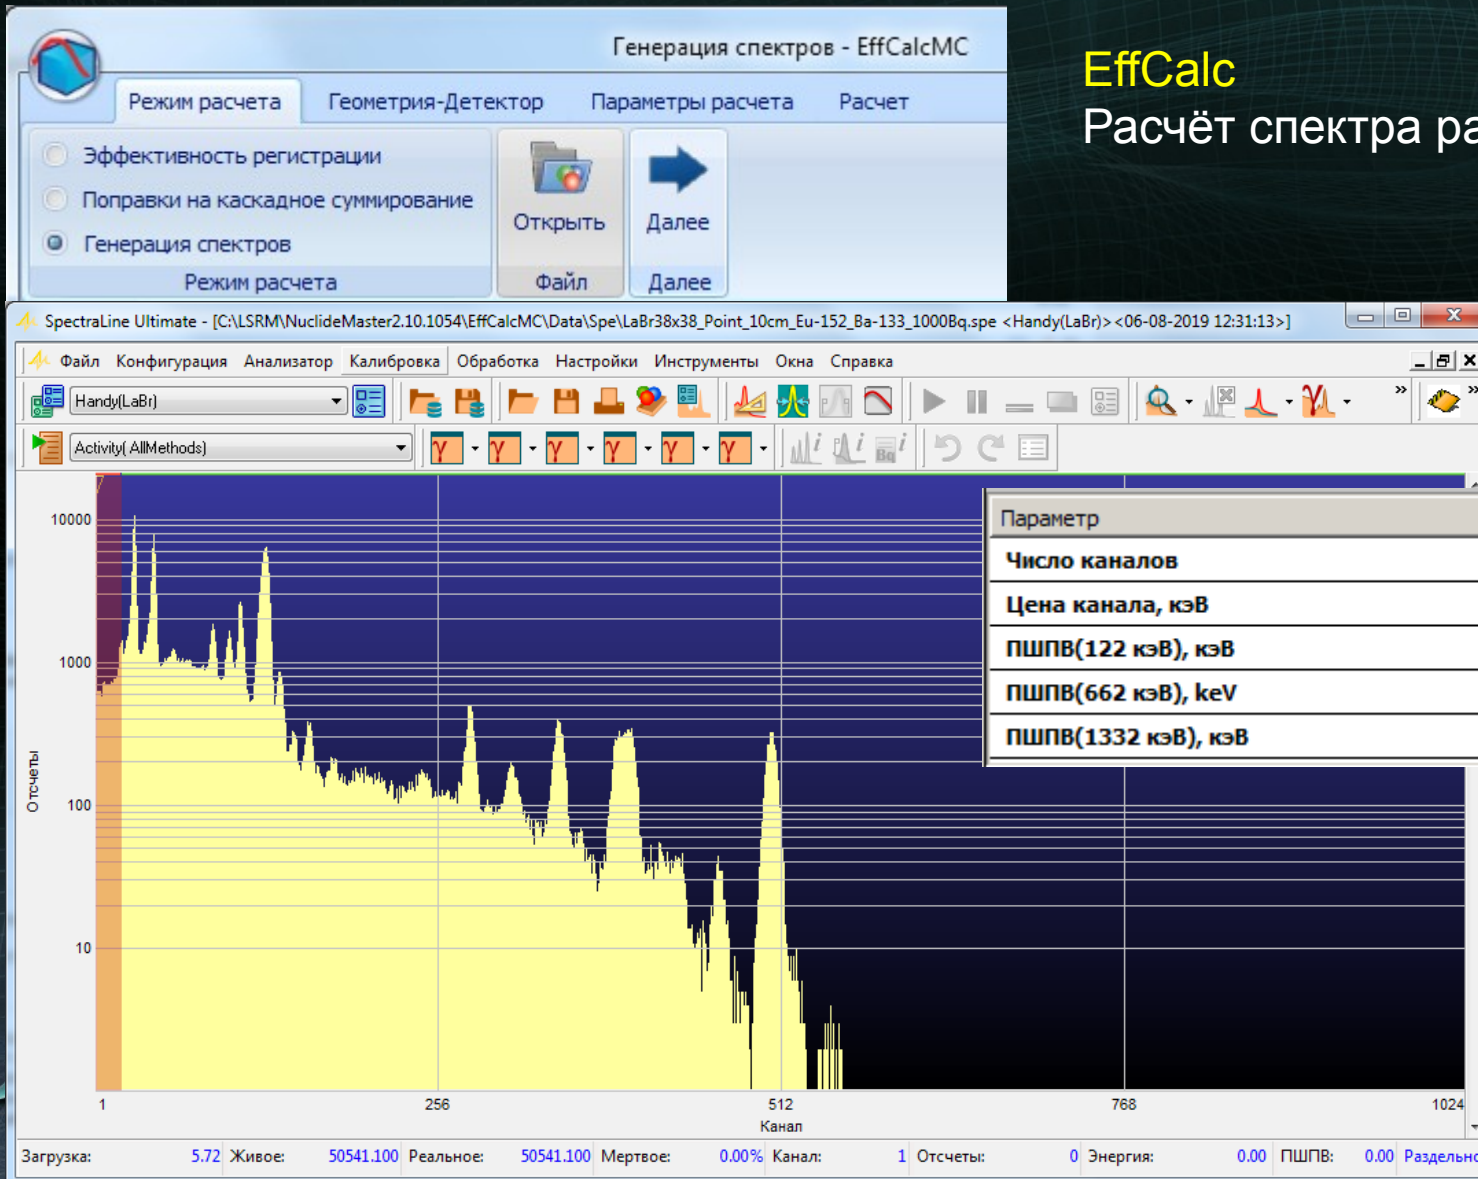 Генерация спектров - EffCalcMC
EffCalc
Расчёт спектра ра
Режим расчета Геометрия-Детектор Параметры расчета Расчет
Эффективность регистрации
Поправки на каскадное суммирование
Генерация спектров
Режим расчета
Открыть
Файл
Далее
Далее
SpectraLine Ultimate - [C:\LSRM\NuclideMaster2.10.1054\EffCalcMC\Data\Spe\LaBr38x38_Point_10cm_Eu-152_Ba-133_1000Bq.spe <Handy(LaBr)> <06-08-2019 12:31:13>]
Файл Конфигурация Анализатор Калибровка Обработка Настройки Инструменты Окна Справка
Handy(LaBr)
Activity( AllMethods)
Параметр
Число каналов
Цена канала, кэВ
ПШПВ(122 кэВ), кэВ
ПШПВ(662 кэВ), keV
ПШПВ(1332 кэВ), кэВ
10000
1000
100
10
Отсчеты
1 256 512 768 1024
Канал
Загрузка: 5.72 Живое: 50541.100 Реальное: 50541.100 Мертвое: 0.00% Канал: 1 Отсчеты: 0 Энергия: 0.00 ПШПВ: 0.00 Раздельно